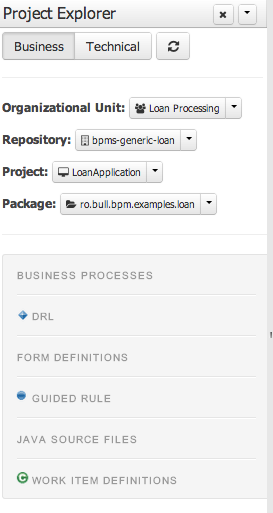 Project Explorer
Business Technical
Organizational Unit: Loan Processing
Repository: bpms-generic-loan
Project: LoanApplication
Package: ro.bull.bpm.examples.loan
BUSINESS PROCESSES
DRL
FORM DEFINITIONS
GUIDED RULE
JAVA SOURCE FILES
WORK ITEM DEFINITIONS